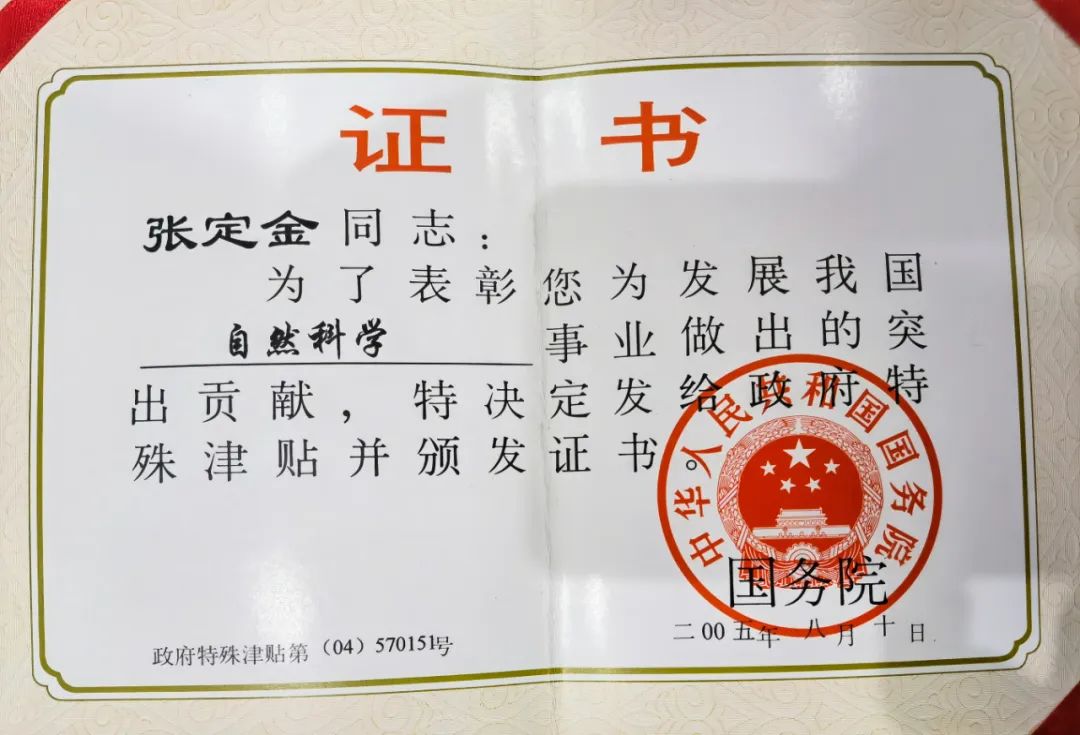 证书
张定金同志：
为了表彰您为发展我国
自然科学事业做出的突
出贡献，特决定发给政府特
殊津贴并颁发证书。
中华人民共和国国务院
国务院
二00五年八月十日
政府特殊津贴第（04）570151号